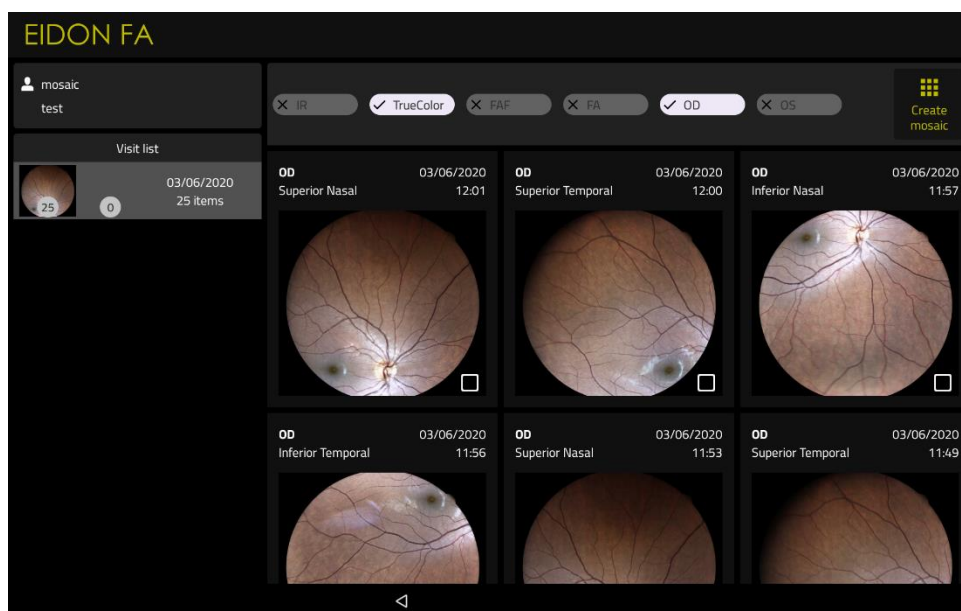 EIDON FA
mosaic
test
Visit list
25
0
03/06/2020
25 items
IR
TrueColor
FAF
FA
OD
OS
Create
mosaic
OD 03/06/2020
Superior Nasal 12:01
OD 03/06/2020
Superior Temporal 12:00
OD 03/06/2020
Inferior Nasal 11:57
OD 03/06/2020
Inferior Temporal 11:56
OD 03/06/2020
Superior Nasal 11:53
OD 03/06/2020
Superior Temporal 11:49